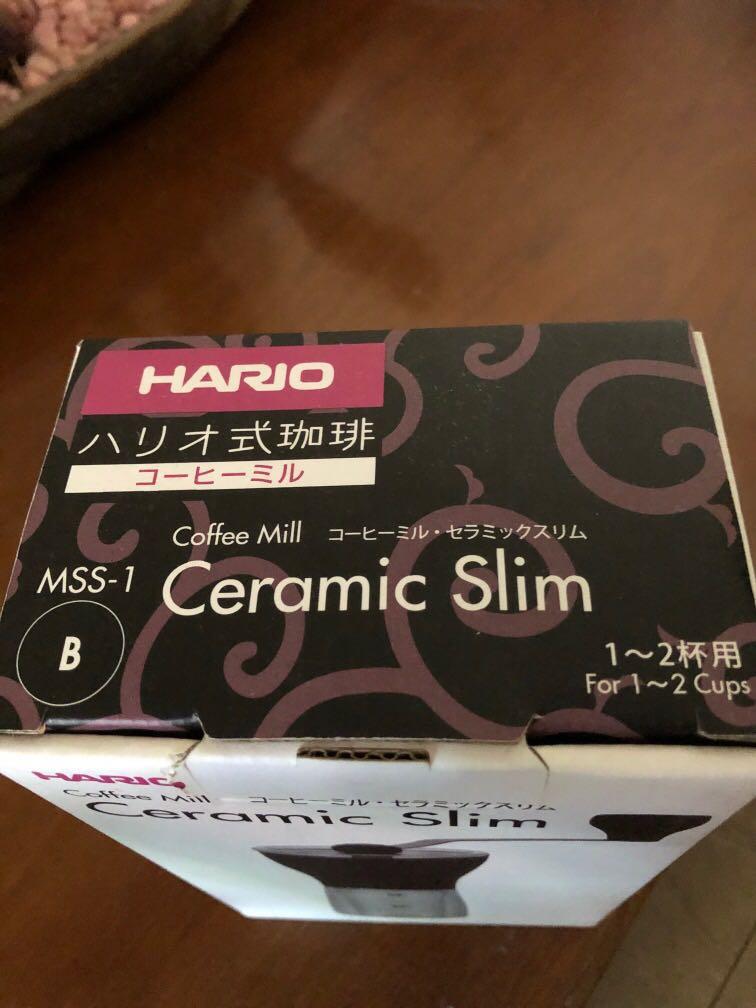 HARIO
ハリオ式珈琲
コーヒーミル
Coffee Mill コーヒーミル・セラミックスリム
MSS-1 Ceramic Slim
B
1〜2杯用
For 1〜2 Cups
HARIO
Coffee Mill コーヒーミル・セラミックスリム
Ceramic Slim